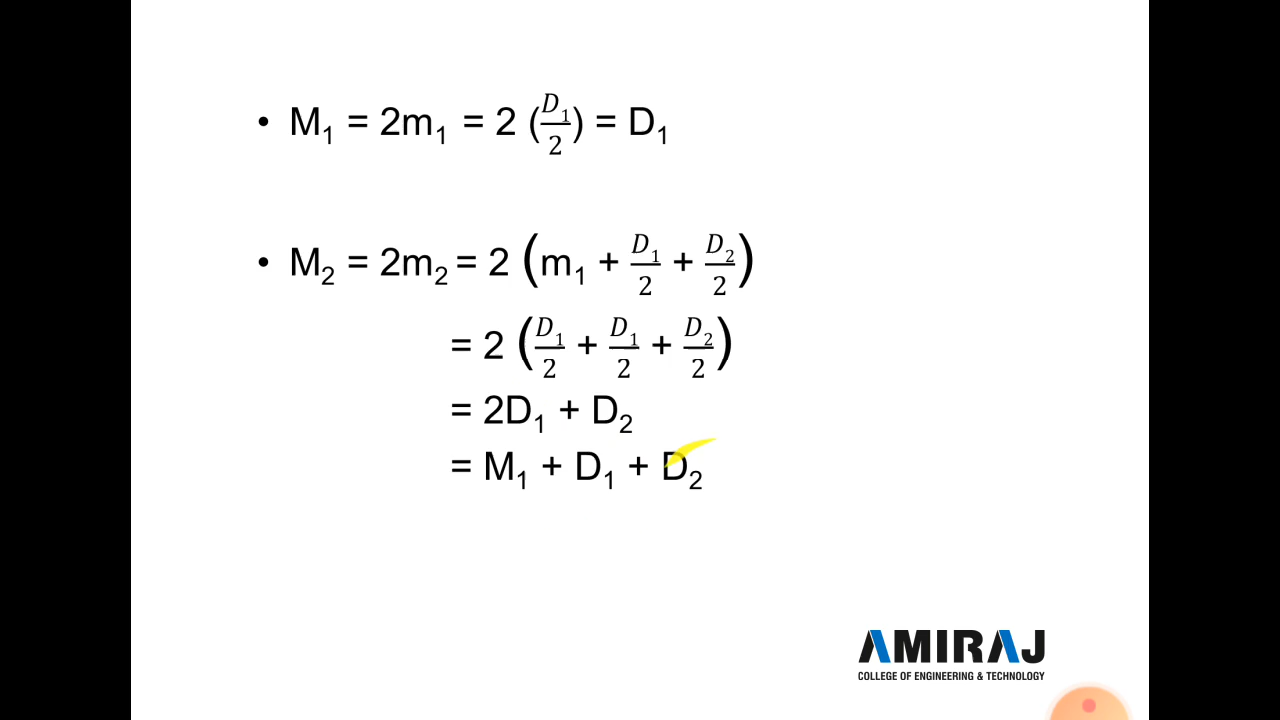 • M₁ = 2m₁ = 2 (D₁/2) = D₁
• M₂ = 2m₂ = 2 (m₁ + D₁/2 + D₂/2)
= 2 (D₁/2 + D₁/2 + D₂/2)
= 2D₁ + D₂
= M₁ + D₁ + D₂
AMIRAJ
COLLEGE OF ENGINEERING & TECHNOLOGY